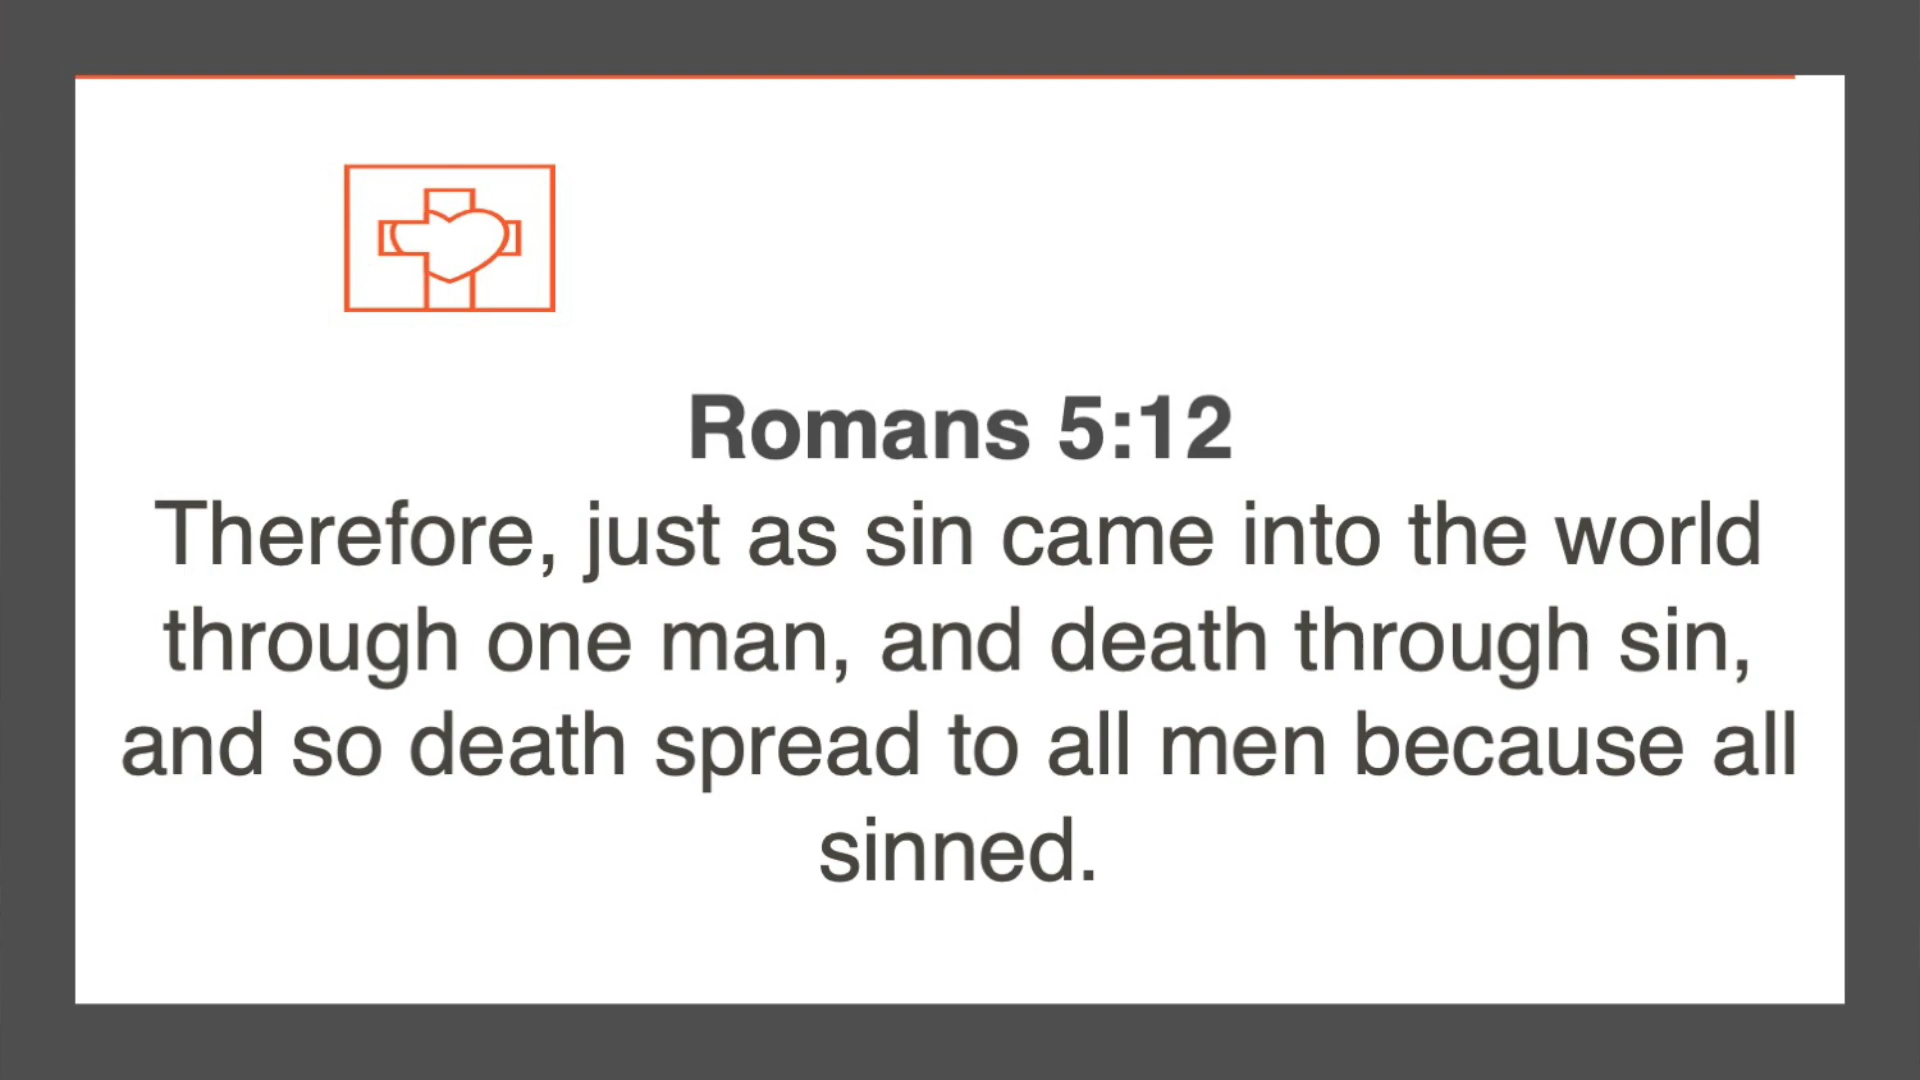 Romans 5:12
Therefore, just as sin came into the world
through one man, and death through sin,
and so death spread to all men because all
sinned.